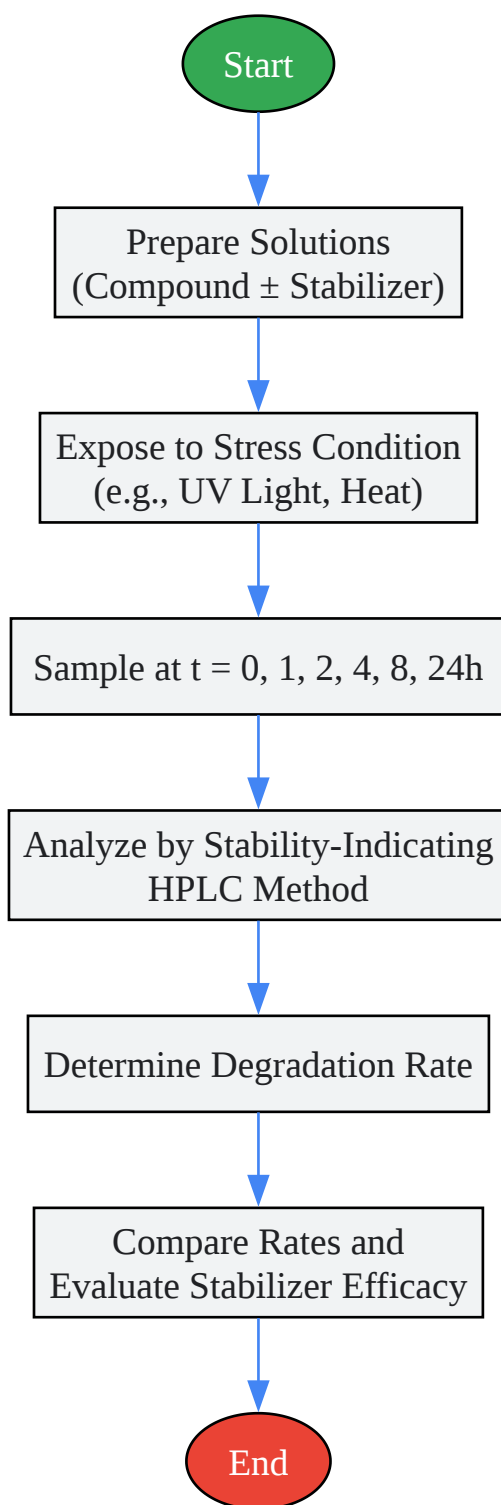 Start
Prepare Solutions
(Compound ± Stabilizer)
Expose to Stress Condition
(e.g., UV Light, Heat)
Sample at t = 0, 1, 2, 4, 8, 24h
Analyze by Stability-Indicating
HPLC Method
Determine Degradation Rate
Compare Rates and
Evaluate Stabilizer Efficacy
End